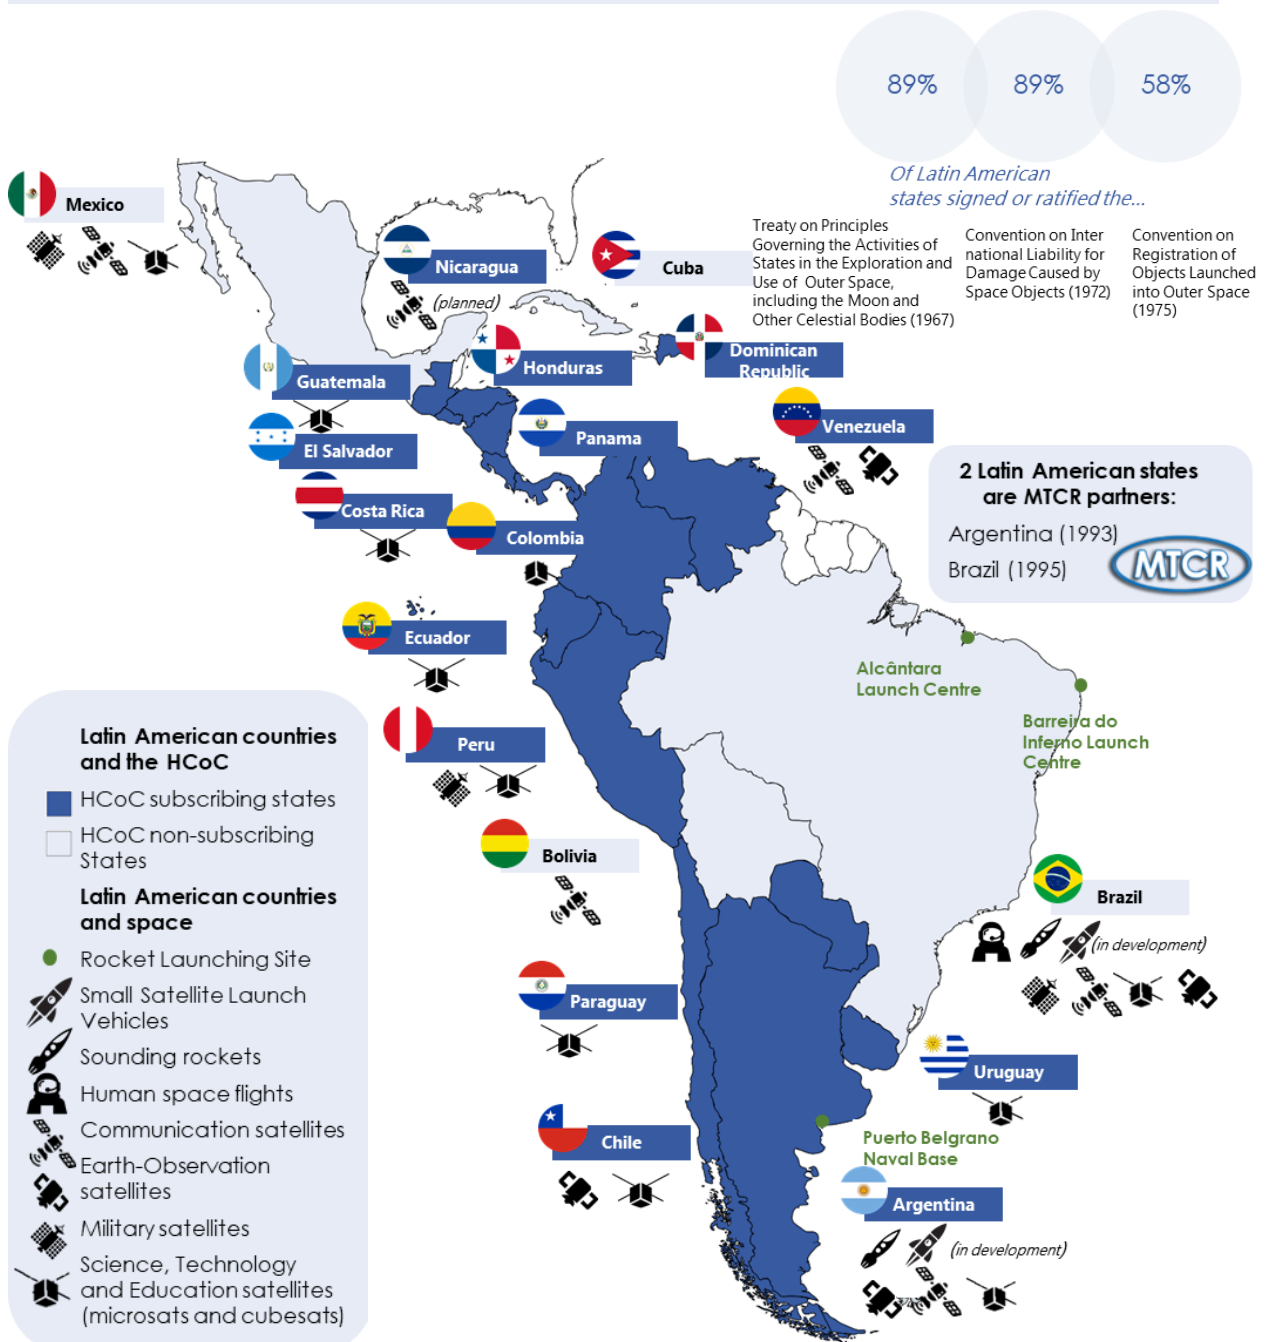 89%
89%
58%
Of Latin American
states signed or ratified the...
Treaty on Principles
Governing the Activities of
States in the Exploration and
Use of Outer Space,
including the Moon and
Other Celestial Bodies (1967)
Convention on Inter
national Liability for
Damage Caused by
Space Objects (1972)
Convention on
Registration of
Objects Launched
into Outer Space
(1975)
Mexico
Nicaragua
(planned)
Cuba
Dominican
Republic
Honduras
Guatemala
Panama
Venezuela
El Salvador
Costa Rica
Colombia
2 Latin American states
are MTCR partners:
Argentina (1993)
Brazil (1995)
MTCR
Ecuador
Alcântara
Launch Centre
Barreira do
Inferno Launch
Centre
Peru
Bolivia
Brazil
(in development)
Paraguay
Uruguay
Chile
Puerto Belgrano
Naval Base
Argentina
(in development)
Latin American countries
and the HCoC
HCoC subscribing states
HCoC non-subscribing
States
Latin American countries
and space
Rocket Launching Site
Small Satellite Launch
Vehicles
Sounding rockets
Human space flights
Communication satellites
Earth-Observation
satellites
Military satellites
Science, Technology
and Education satellites
(microsats and cubesats)